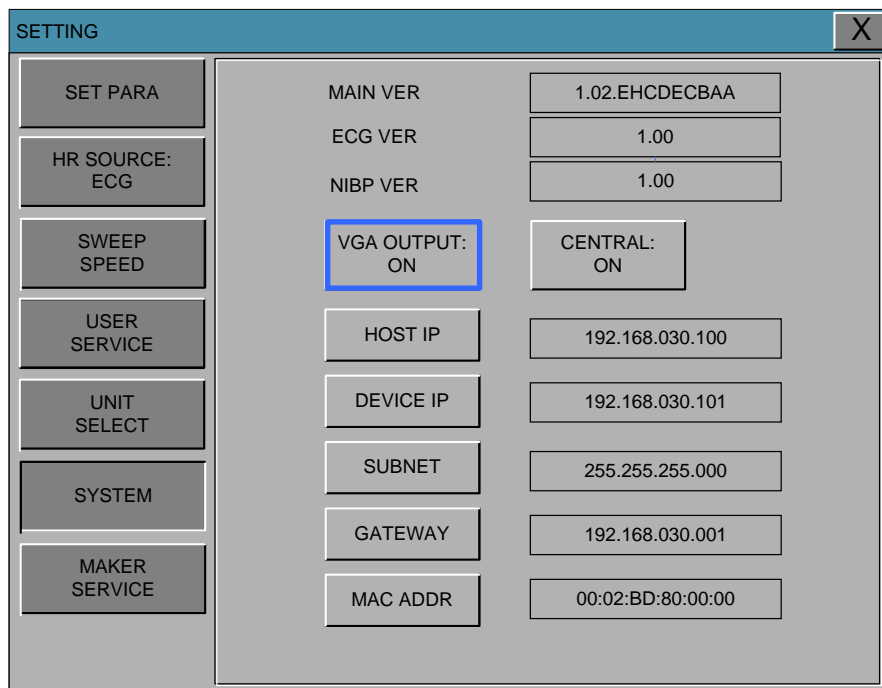 SETTING
X
SET PARA
HR SOURCE:
ECG
SWEEP
SPEED
USER
SERVICE
UNIT
SELECT
SYSTEM
MAKER
SERVICE
MAIN VER
1.02.EHCDECBAA
ECG VER
1.00
NIBP VER
1.00
VGA OUTPUT:
ON
CENTRAL:
ON
HOST IP
192.168.030.100
DEVICE IP
192.168.030.101
SUBNET
255.255.255.000
GATEWAY
192.168.030.001
MAC ADDR
00:02:BD:80:00:00